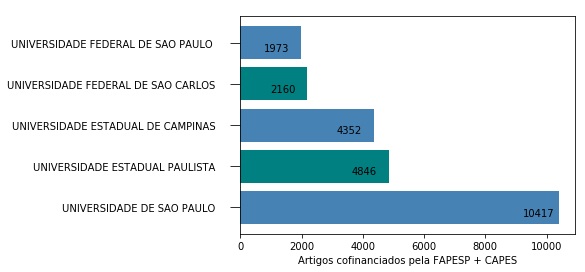 UNIVERSIDADE FEDERAL DE SAO PAULO
1973
UNIVERSIDADE FEDERAL DE SAO CARLOS
2160
UNIVERSIDADE ESTADUAL DE CAMPINAS
4352
UNIVERSIDADE ESTADUAL PAULISTA
4846
UNIVERSIDADE DE SAO PAULO
10417
0 2000 4000 6000 8000 10000
Artigos cofinanciados pela FAPESP + CAPES